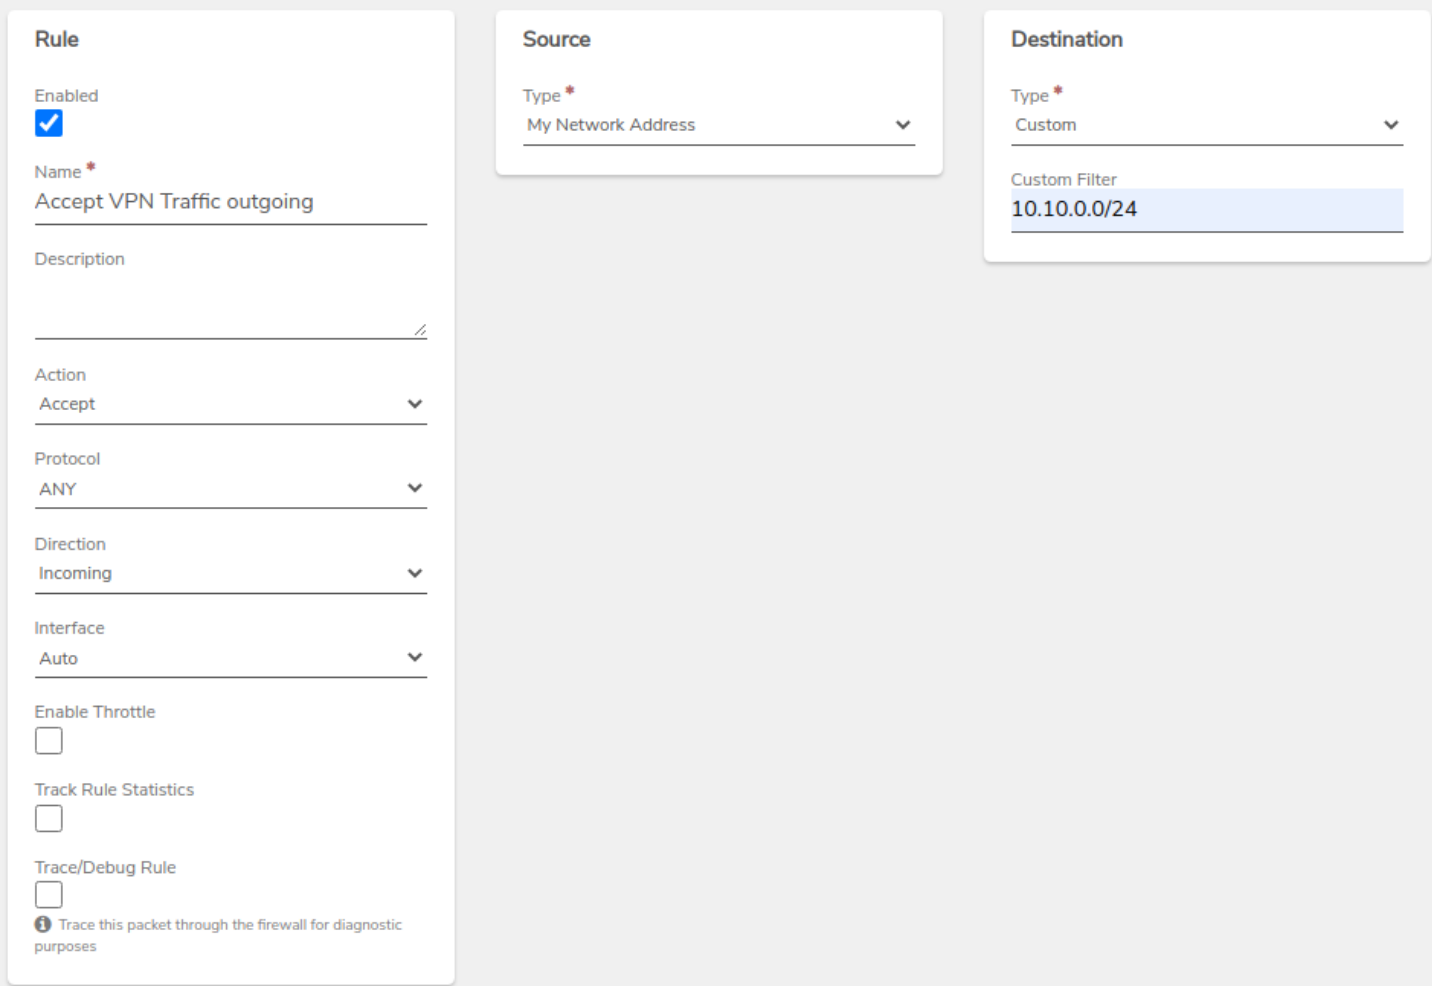 Rule
Enabled
Name *
Accept VPN Traffic outgoing
Description
Action
Accept
Protocol
ANY
Direction
Incoming
Interface
Auto
Enable Throttle
Track Rule Statistics
Trace/Debug Rule
Trace this packet through the firewall for diagnostic
purposes
Source
Type *
My Network Address
Destination
Type *
Custom
Custom Filter
10.10.0.0/24